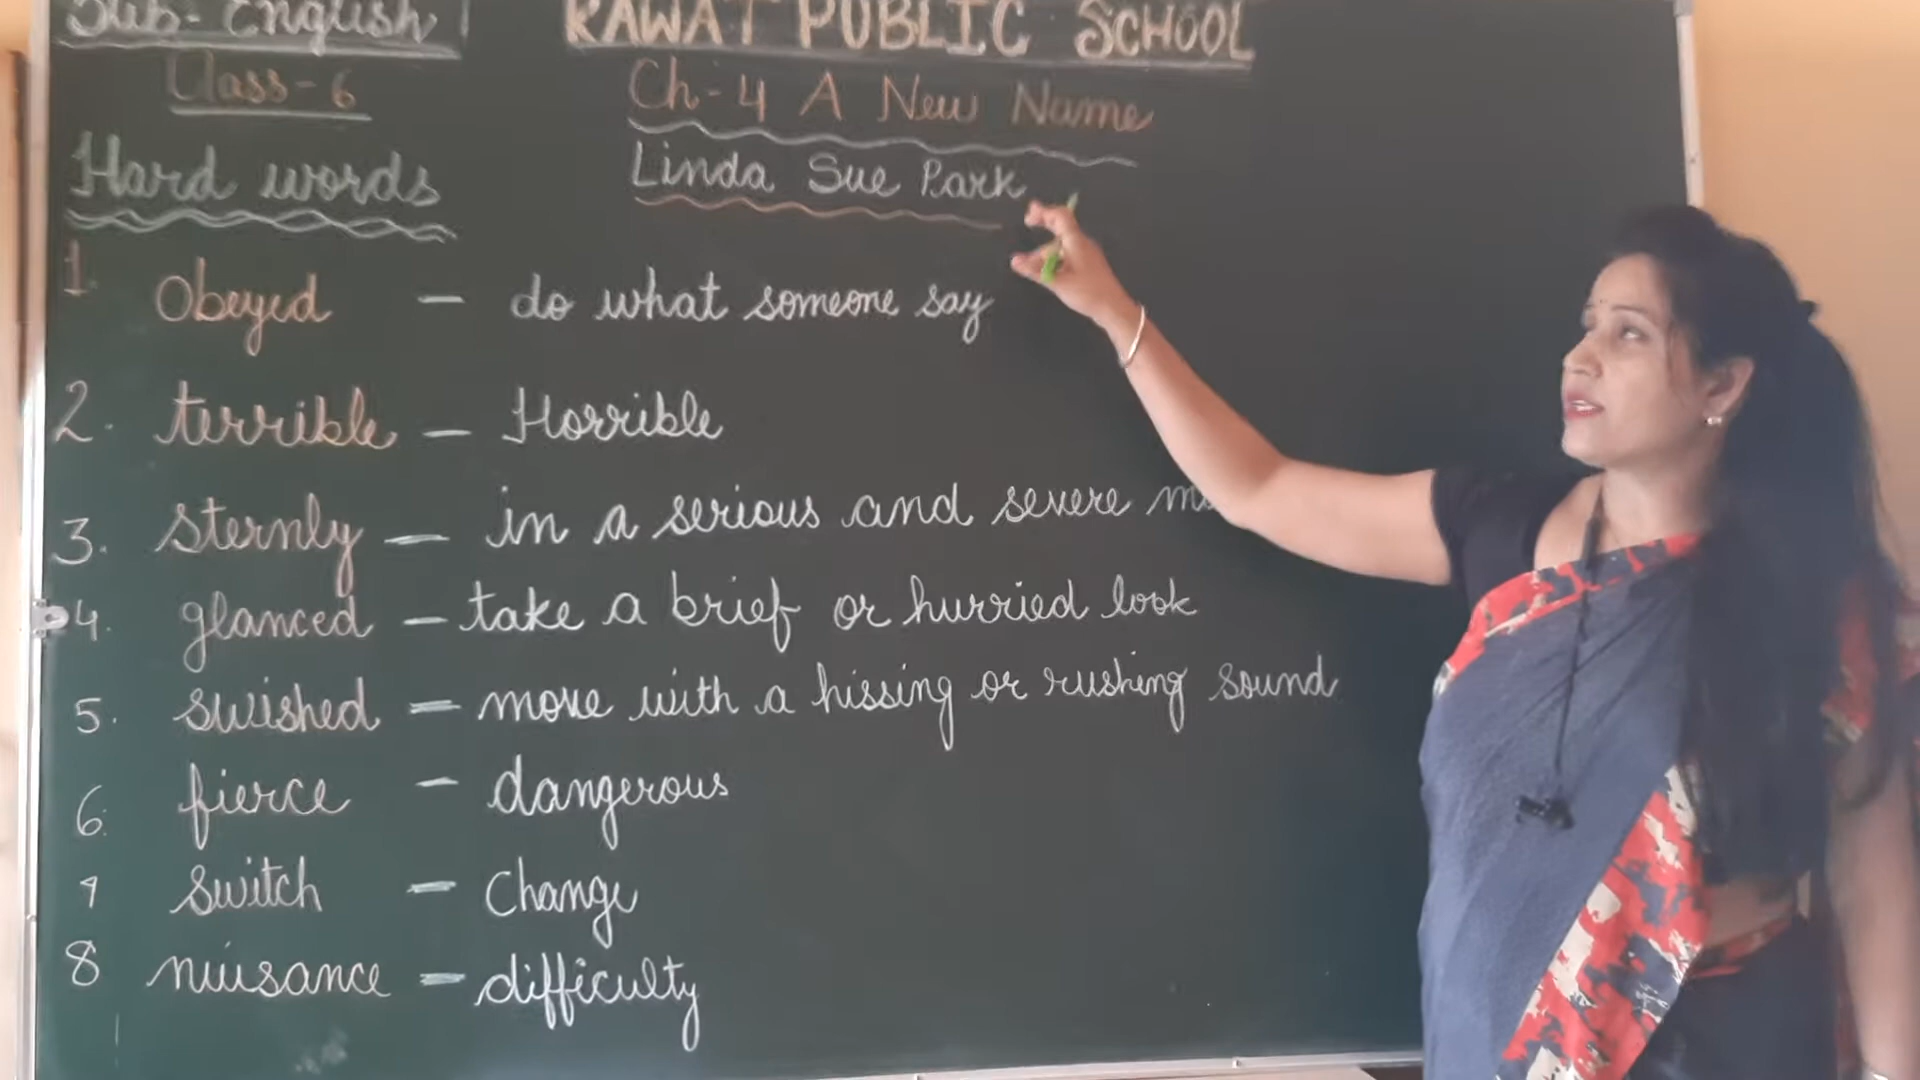 Sub- English
RAWAT PUBLIC SCHOOL
Class-6
Ch-4 A New Name
Hard words
Linda Sue Park
1. Obeyed — do what someone say
2. terrible — Horrible
3. sternly — in a serious and severe
4. glanced — take a brief or hurried look
5. swished — move with a hissing or rushing sound
6. fierce — dangerous
7 switch — Change
8 nuisance — difficulty